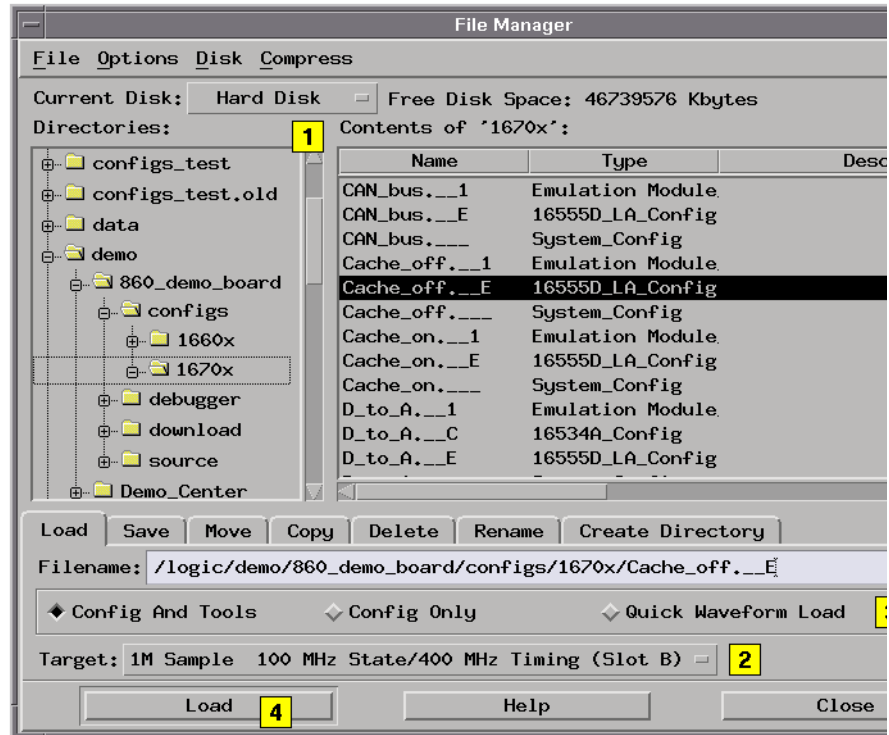 File Manager
File Options Disk Compress
Current Disk: Hard Disk Free Disk Space: 46739576 Kbytes
Directories: 1 Contents of '1670x':
configs_test
configs_test.old
data
demo
860_demo_board
configs
1660x
1670x
debugger
download
source
Demo_Center
Name Type Desc
CAN_bus.__1 Emulation Module
CAN_bus.__E 16555D_LA_Config
CAN_bus.___ System_Config
Cache_off.__1 Emulation Module
Cache_off.__E 16555D_LA_Config
Cache_off.___ System_Config
Cache_on.__1 Emulation Module
Cache_on.__E 16555D_LA_Config
Cache_on.___ System_Config
D_to_A.__1 Emulation Module
D_to_A.__C 16534A_Config
D_to_A.__E 16555D_LA_Config
Load Save Move Copy Delete Rename Create Directory
Filename: /logic/demo/860_demo_board/configs/1670x/Cache_off.__E
Config And Tools Config Only Quick Waveform Load 3
Target: 1M Sample 100 MHz State/400 MHz Timing (Slot B) 2
Load 4 Help Close